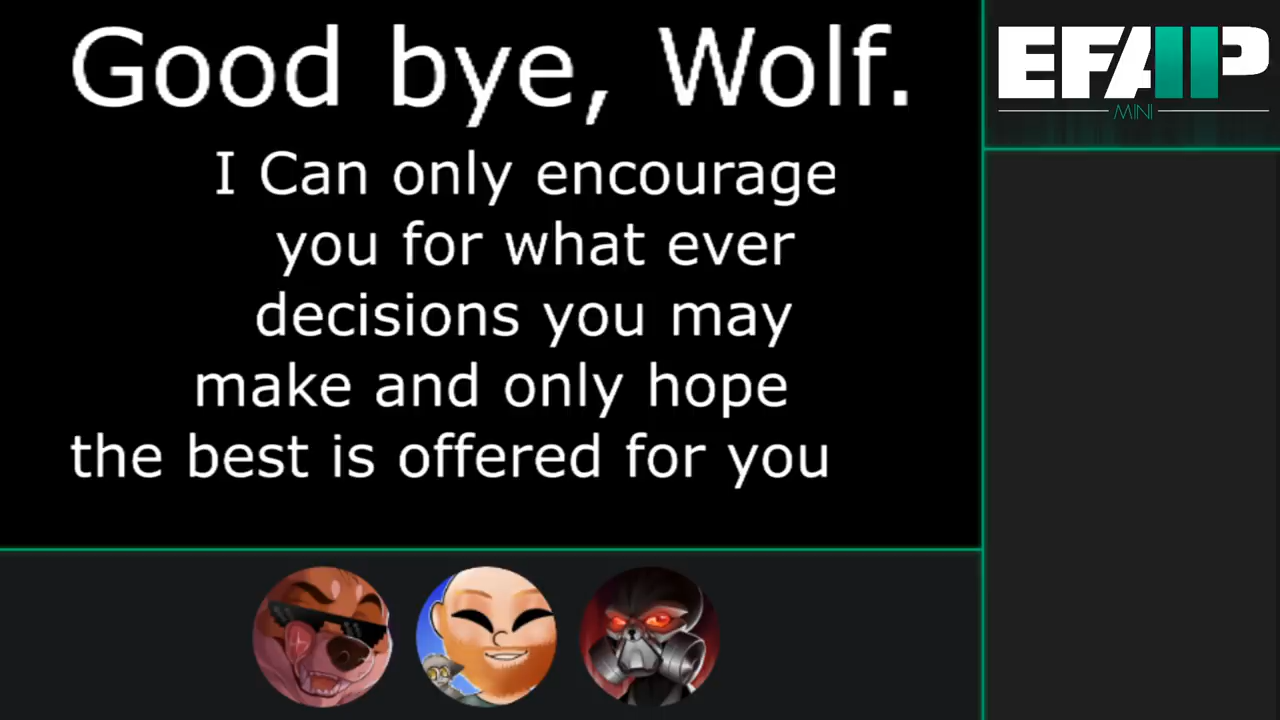 Good bye, Wolf.
I Can only encourage
you for what ever
decisions you may
make and only hope
the best is offered for you
EFAP
MINI